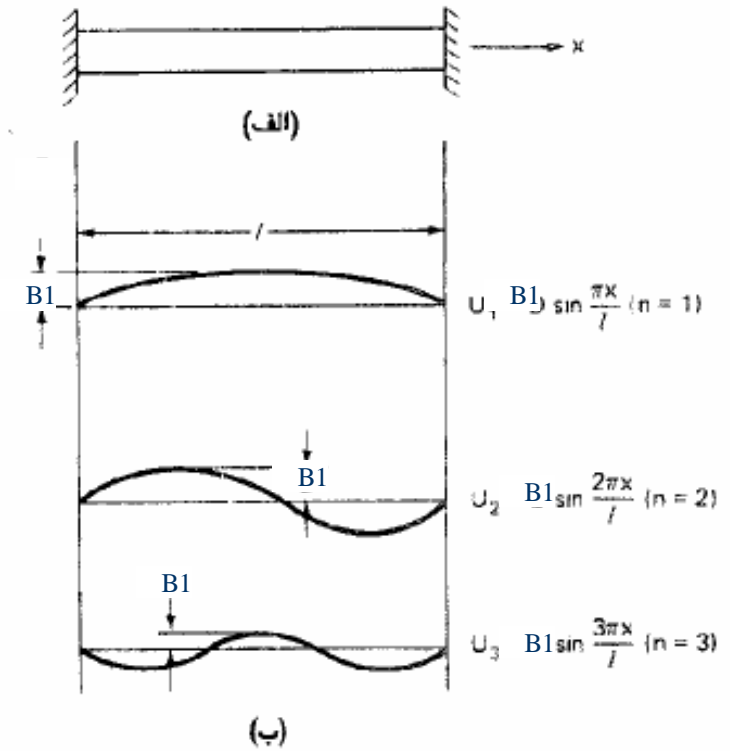 x
(الف)
l
B1
U₁ B1 sin πx/l (n = 1)
B1
U₂ B1 sin 2πx/l (n = 2)
B1
U₃ B1 sin 3πx/l (n = 3)
(ب)